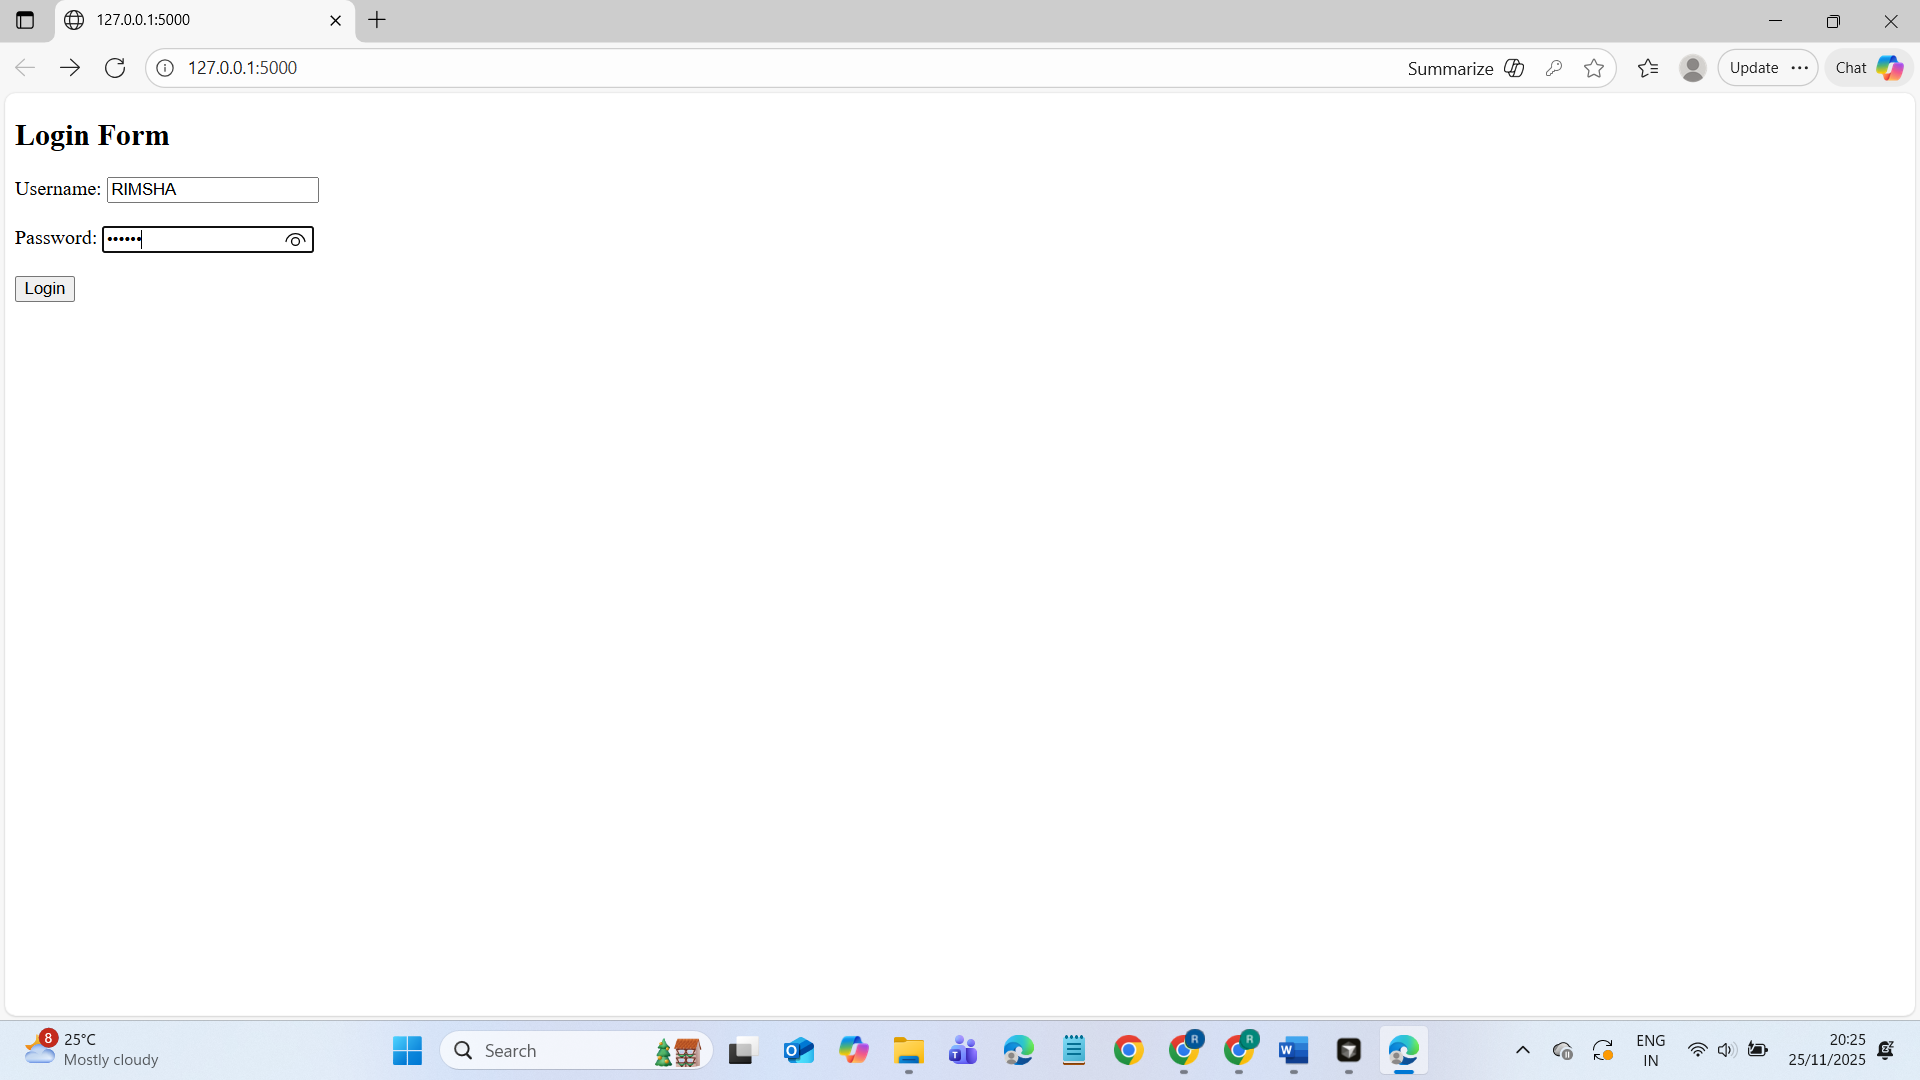 127.0.0.1:5000
127.0.0.1:5000
Summarize
Update
Chat
Login Form
Username: RIMSHA
Password: ••••••
Login
8
25°C
Mostly cloudy
Search
R
R
ENG
IN
20:25
25/11/2025